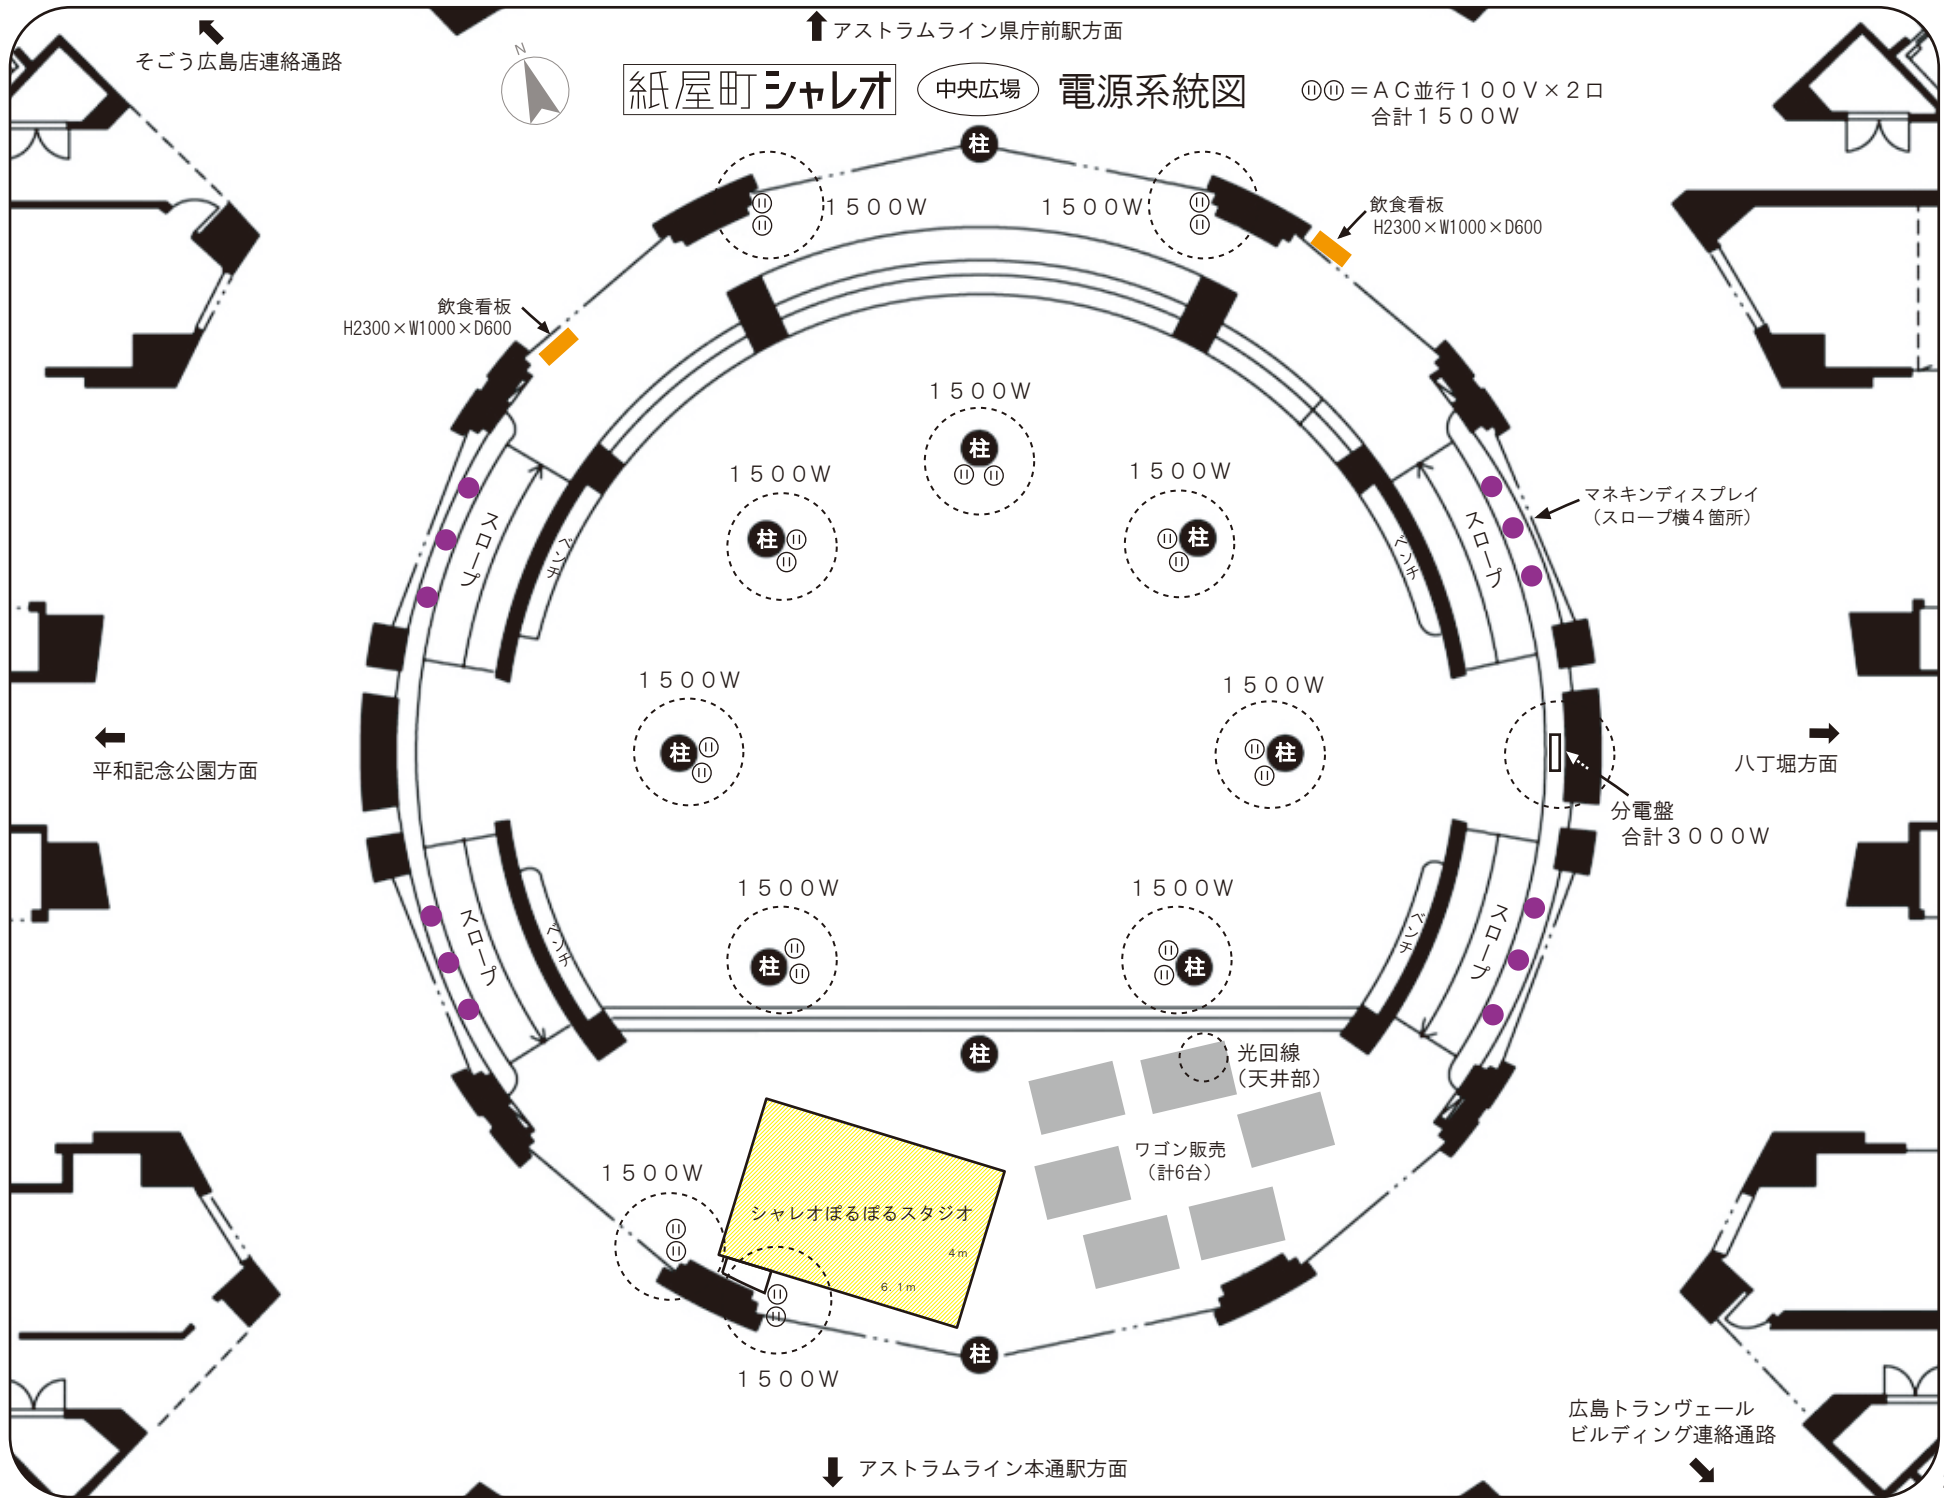 アストラムライン県庁前駅方面
そごう広島店連絡通路
N
紙屋町シャレオ
中央広場
電源系統図
＝ＡＣ並行１００Ｖ×２口
合計１５００Ｗ
柱
１５００Ｗ
１５００Ｗ
飲食看板
H2300×W1000×D600
飲食看板
H2300×W1000×D600
１５００Ｗ
柱
１５００Ｗ
柱
１５００Ｗ
柱
マネキンディスプレイ
（スロープ横４箇所）
スロープ
ベンチ
ベンチ
スロープ
１５００Ｗ
柱
１５００Ｗ
柱
平和記念公園方面
八丁堀方面
分電盤
合計３０００Ｗ
１５００Ｗ
柱
１５００Ｗ
柱
スロープ
ベンチ
ベンチ
スロープ
柱
光回線
（天井部）
ワゴン販売
（計6台）
１５００Ｗ
シャレオぽるぽるスタジオ
4m
6.1m
柱
１５００Ｗ
広島トランヴェール
ビルディング連絡通路
アストラムライン本通駅方面